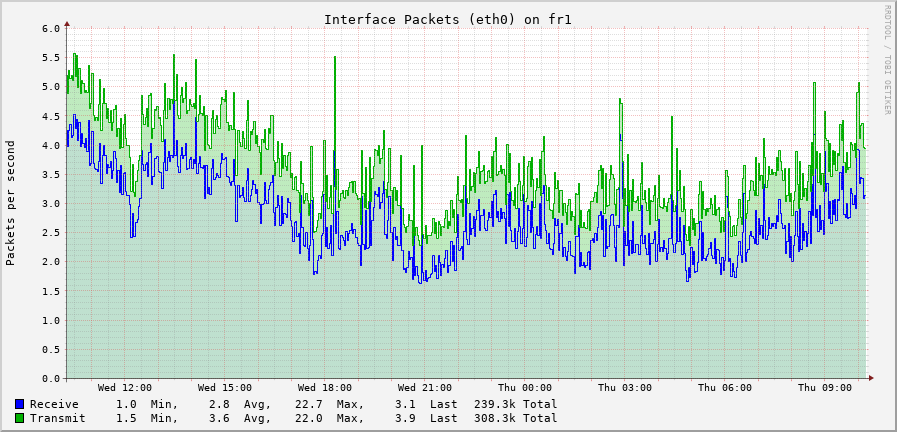 Interface Packets (eth0) on fr1
RRDTOOL / TOBI OETIKER
Packets per second
6.0
5.5
5.0
4.5
4.0
3.5
3.0
2.5
2.0
1.5
1.0
0.5
0.0
Wed 12:00 Wed 15:00 Wed 18:00 Wed 21:00 Thu 00:00 Thu 03:00 Thu 06:00 Thu 09:00
Receive 1.0 Min, 2.8 Avg, 22.7 Max, 3.1 Last 239.3k Total
Transmit 1.5 Min, 3.6 Avg, 22.0 Max, 3.9 Last 308.3k Total